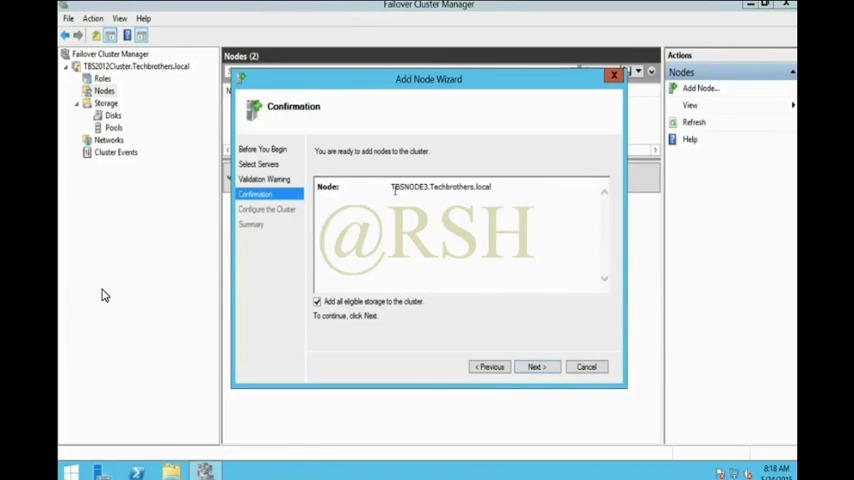 Failover Cluster Manager
File Action View Help
Failover Cluster Manager
TBS2012Cluster.Techbrothers.local
Roles
Nodes
Storage
Disks
Pools
Networks
Cluster Events
Nodes (2)
Add Node Wizard
X
Confirmation
Before You Begin
Select Servers
Validation Warning
Confirmation
Configure the Cluster
Summary
You are ready to add nodes to the cluster.
Node: TBSNODE3.Techbrothers.local
@RSH
Add all eligible storage to the cluster.
To continue, click Next.
< Previous Next > Cancel
Actions
Nodes
Add Node...
View
Refresh
Help
8:18 AM
5/24/2015